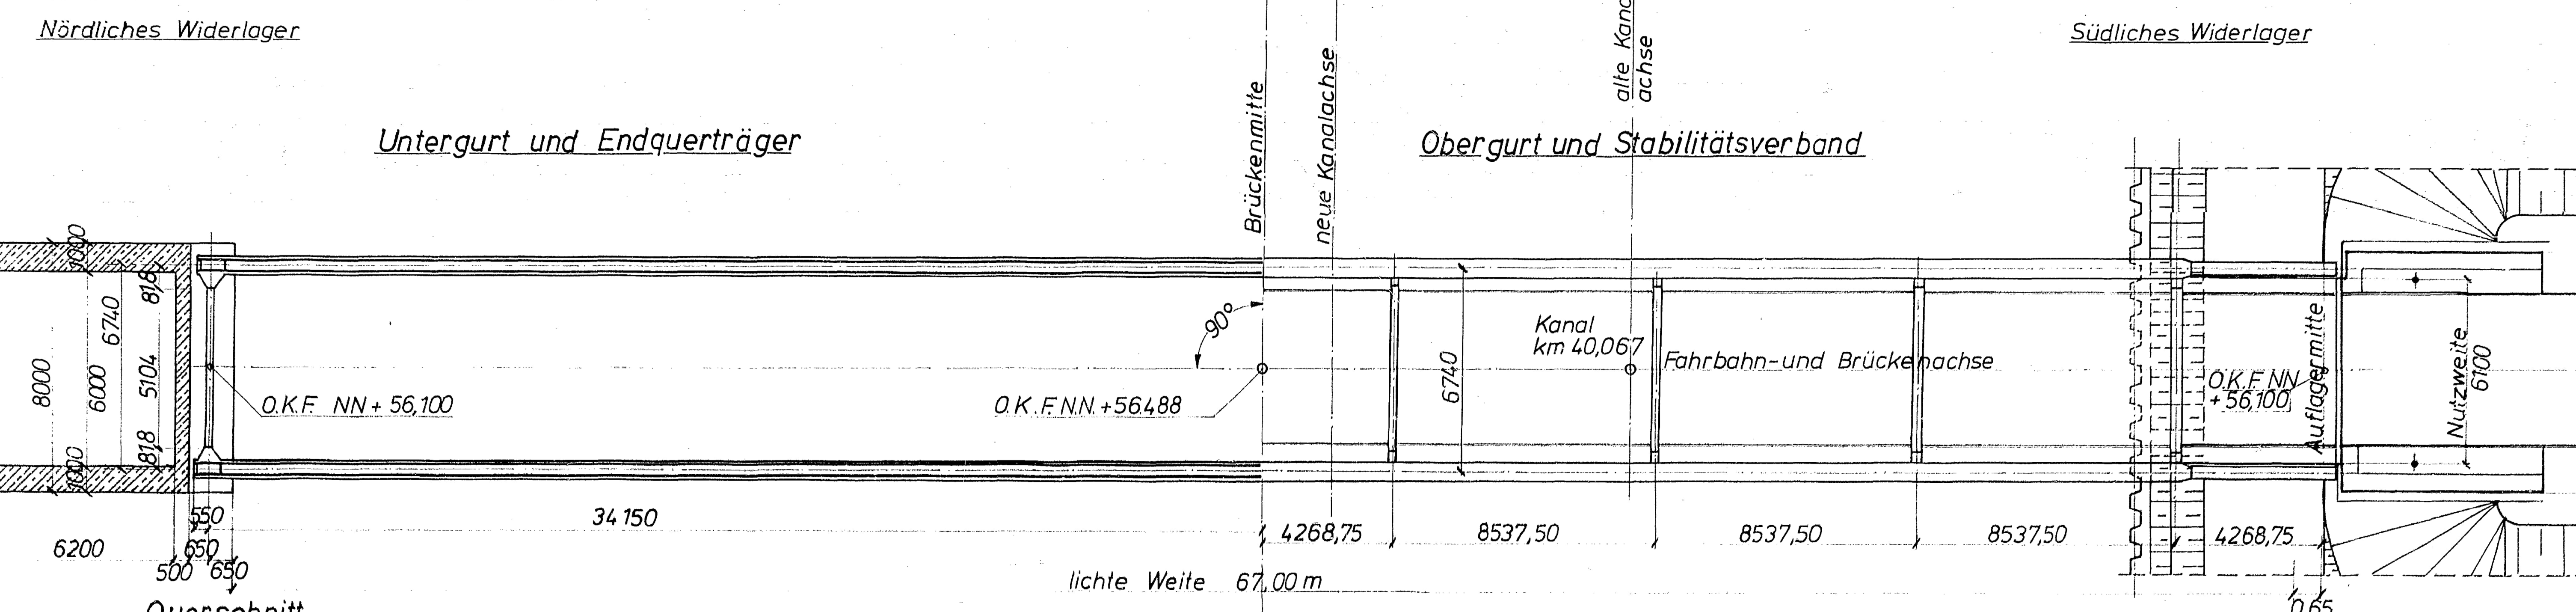 Nördliches Widerlager
Südliches Widerlager
alte Kana
achse
Brückenmitte
neue Kanalachse
Untergurt und Endquerträger
Obergurt und Stabilitätsverband
1000
818
6740
8000
6000
5104
818
1000
90°
Kanal
km 40,067
6740
Fahrbahn-und Brückenachse
O.K.F. NN + 56,100
O.K.F. N.N. +56.488
O.K.F. NN
+ 56,100
Auflagermitte
Nutzweite
6100
550
34 150
4268,75
8537,50
8537,50
8537,50
4268,75
6200
650
500
650
lichte Weite 67,00 m
Querschnitt
0,65